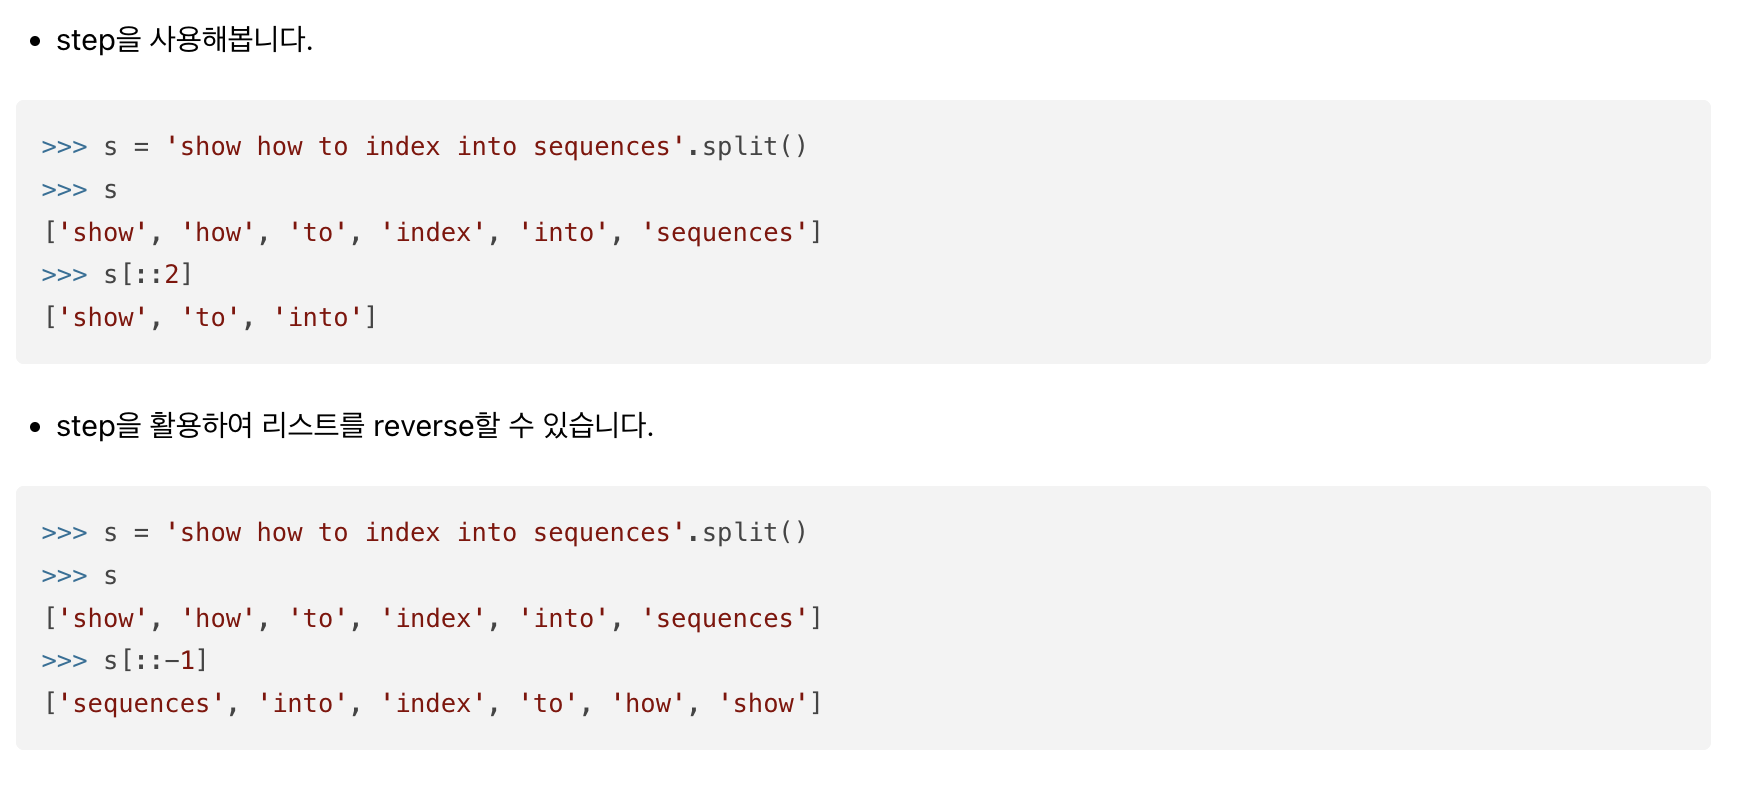 • step을 사용해봅니다.
>>> s = 'show how to index into sequences'.split()
>>> s
['show', 'how', 'to', 'index', 'into', 'sequences']
>>> s[::2]
['show', 'to', 'into']
• step을 활용하여 리스트를 reverse할 수 있습니다.
>>> s = 'show how to index into sequences'.split()
>>> s
['show', 'how', 'to', 'index', 'into', 'sequences']
>>> s[::-1]
['sequences', 'into', 'index', 'to', 'how', 'show']